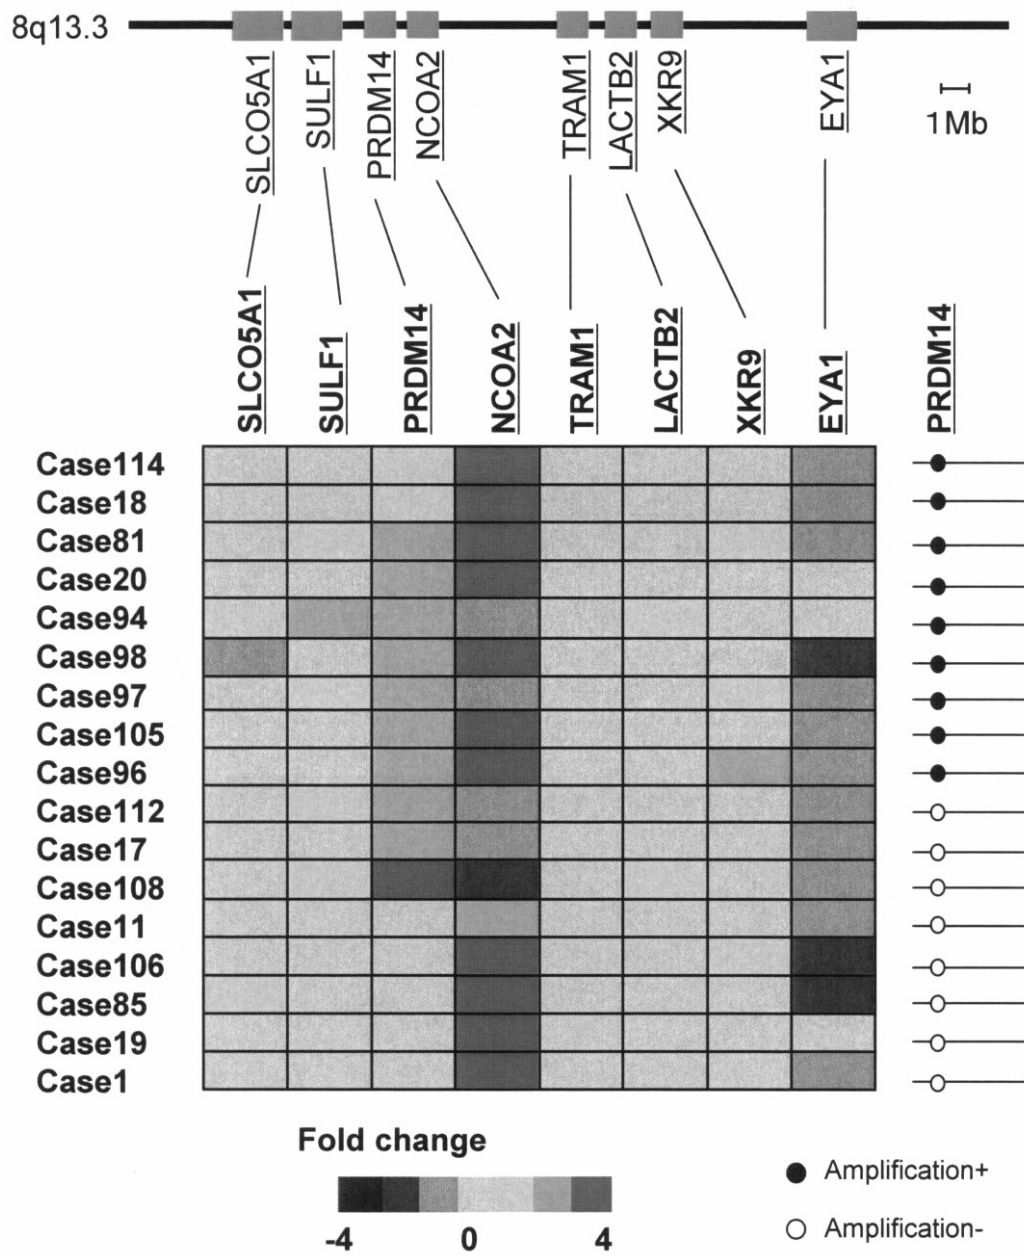 8q13.3
SLCO5A1 SULF1 PRDM14 NCOA2 TRAM1 LACTB2 XKR9 EYA1
1Mb
SLCO5A1 SULF1 PRDM14 NCOA2 TRAM1 LACTB2 XKR9 EYA1 PRDM14
Case114
Case18
Case81
Case20
Case94
Case98
Case97
Case105
Case96
Case112
Case17
Case108
Case11
Case106
Case85
Case19
Case1
Fold change
-4 0 4
Amplification+
Amplification-